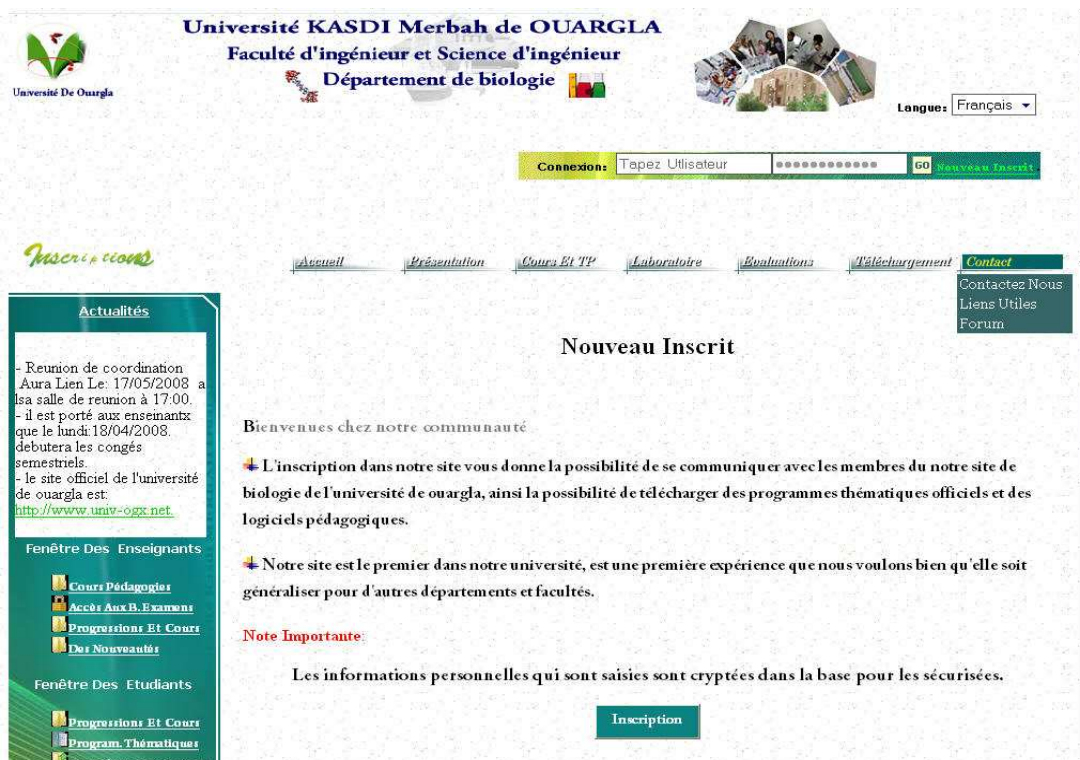 Université KASDI Merbah de OUARGLA
Faculté d'ingénieur et Science d'ingénieur
Département de biologie
Université De Ouargla
Langue: Français
Connexion: Tapez Utlisateur GO Nouveau Inscrit
Inscriptions
Accueil Présentation Cours Et TP Laboratoire Evaluations Téléchargement Contact
Contactez Nous
Liens Utiles
Forum
Actualités
- Reunion de coordination
Aura Lien Le: 17/05/2008 a
lsa salle de reunion à 17:00.
- il est porté aux enseinantx
que le lundi:18/04/2008.
debutera les congés
semestriels.
- le site officiel de l'université
de ouargla est:
http://www.univ-ogx.net.
Fenêtre Des Enseignants
Cours Pédagogies
Accès Aux B. Examens
Progressions Et Cours
Des Nouveautés
Fenêtre Des Etudiants
Progressions Et Cours
Program. Thématiques
Nouveau Inscrit
Bienvenues chez notre communauté
L'inscription dans notre site vous donne la possibilité de se communiquer avec les membres du notre site de
biologie de l'université de ouargla, ainsi la possibilité de télécharger des programmes thématiques officiels et des
logiciels pédagogiques.
Notre site est le premier dans notre université, est une première expérience que nous voulons bien qu'elle soit
généraliser pour d'autres départements et facultés.
Note Importante:
Les informations personnelles qui sont saisies sont cryptées dans la base pour les sécurisées.
Inscription